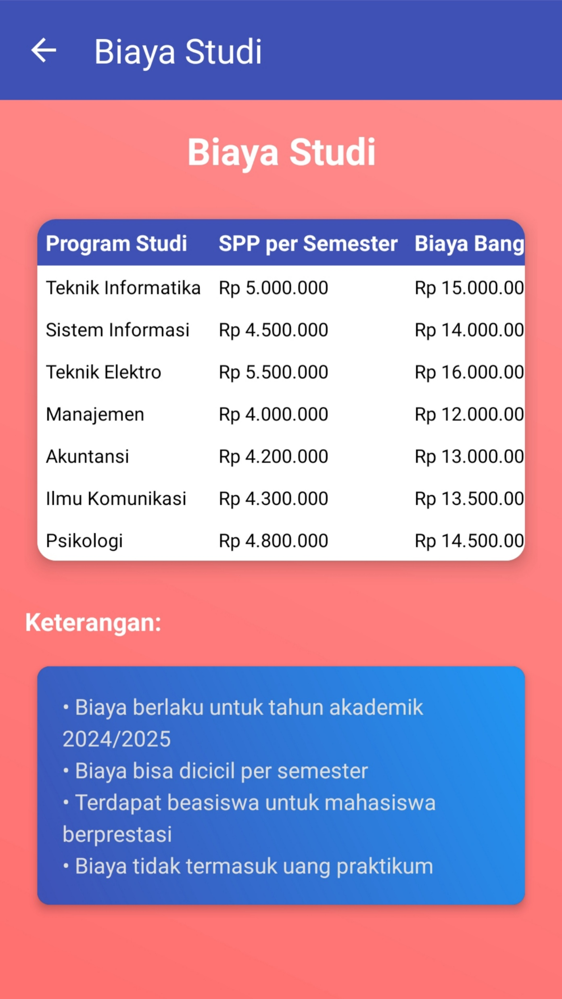 Biaya Studi
Biaya Studi
Program Studi SPP per Semester Biaya Bang
Teknik Informatika Rp 5.000.000 Rp 15.000.00
Sistem Informasi Rp 4.500.000 Rp 14.000.00
Teknik Elektro Rp 5.500.000 Rp 16.000.00
Manajemen Rp 4.000.000 Rp 12.000.00
Akuntansi Rp 4.200.000 Rp 13.000.00
Ilmu Komunikasi Rp 4.300.000 Rp 13.500.00
Psikologi Rp 4.800.000 Rp 14.500.00
Keterangan:
• Biaya berlaku untuk tahun akademik
2024/2025
• Biaya bisa dicicil per semester
• Terdapat beasiswa untuk mahasiswa
berprestasi
• Biaya tidak termasuk uang praktikum